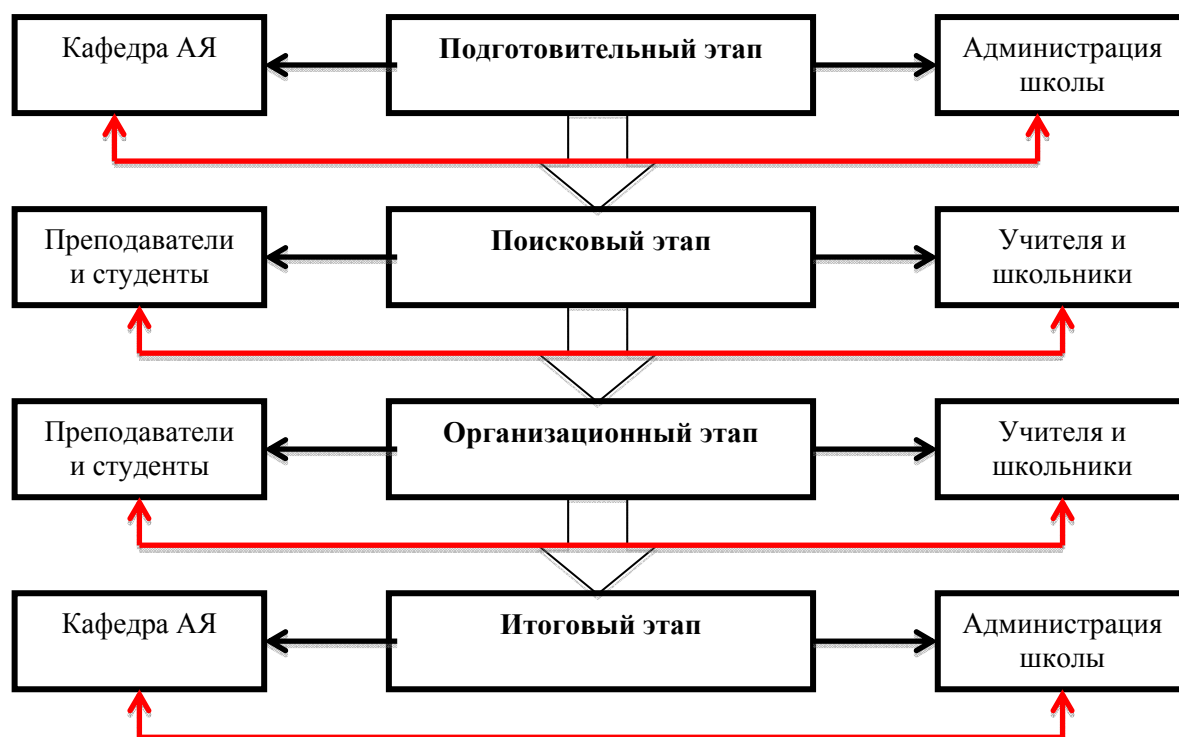 Кафедра АЯ
Подготовительный этап
Администрация
школы
Преподаватели
и студенты
Поисковый этап
Учителя и
школьники
Преподаватели
и студенты
Организационный этап
Учителя и
школьники
Кафедра АЯ
Итоговый этап
Администрация
школы